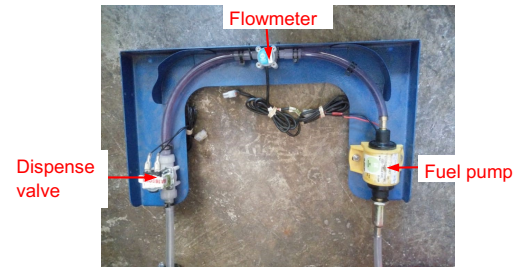 Flowmeter
Dispense
valve
Fuel pump